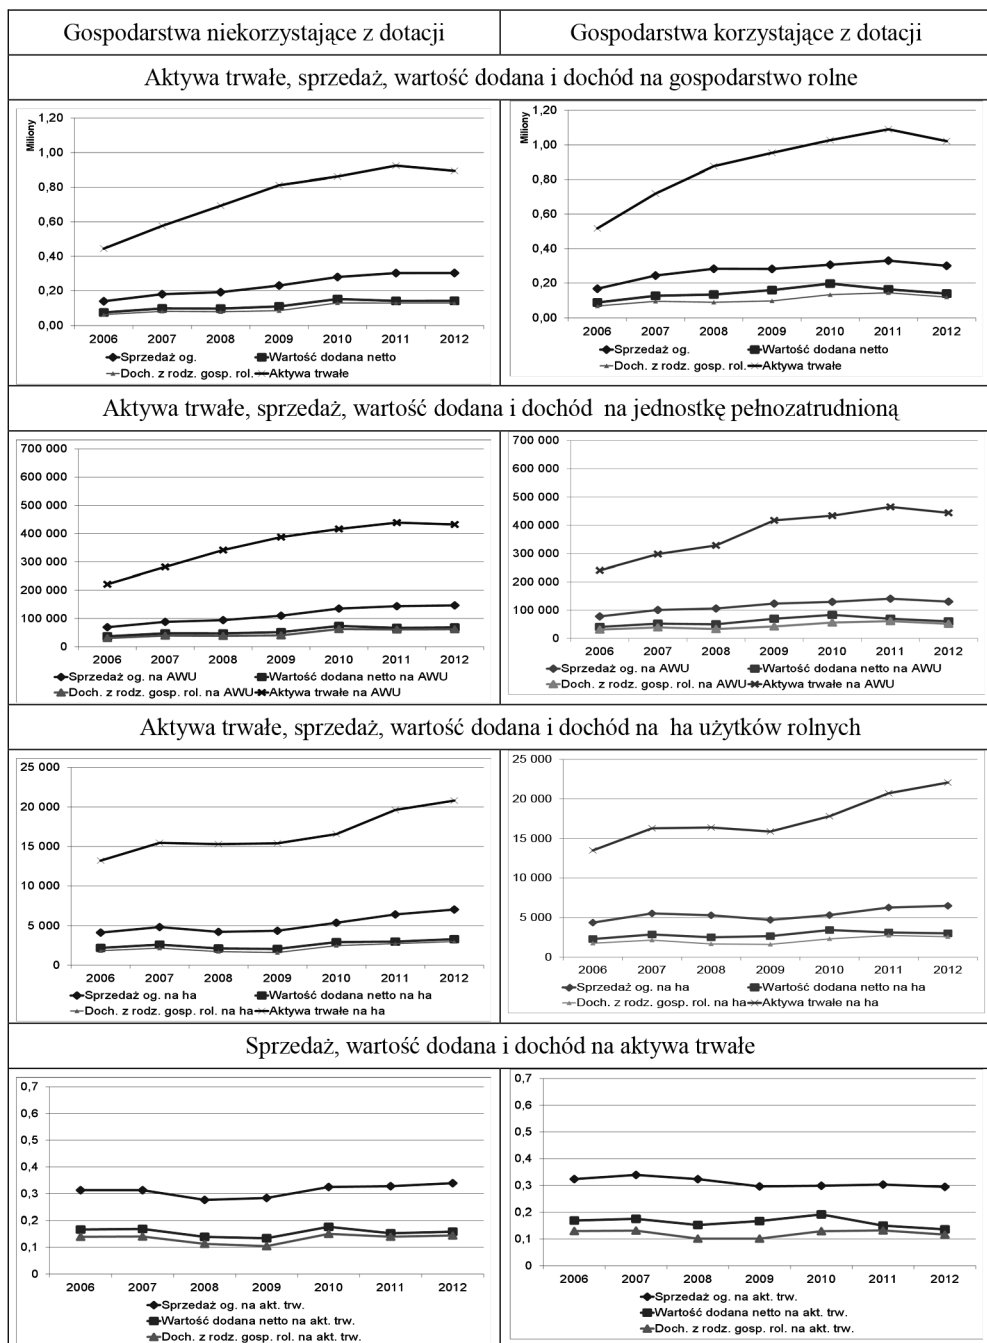 Gospodarstwa niekorzystające z dotacji
Gospodarstwa korzystające z dotacji
Aktywa trwałe, sprzedaż, wartość dodana i dochód na gospodarstwo rolne
Miliony
1,20
1,00
0,80
0,60
0,40
0,20
0,00
2006 2007 2008 2009 2010 2011 2012
Sprzedaż og. Wartość dodana netto
Doch. z rodz. gosp. rol. Aktywa trwałe
Miliony
1,20
1,00
0,80
0,60
0,40
0,20
0,00
2006 2007 2008 2009 2010 2011 2012
Sprzedaż og. Wartość dodana netto
Doch. z rodz. gosp. rol. Aktywa trwałe
Aktywa trwałe, sprzedaż, wartość dodana i dochód na jednostkę pełnozatrudnioną
700 000
600 000
500 000
400 000
300 000
200 000
100 000
0
2006 2007 2008 2009 2010 2011 2012
Sprzedaż og. na AWU Wartość dodana netto na AWU
Doch. z rodz. gosp. rol. na AWU Aktywa trwałe na AWU
700 000
600 000
500 000
400 000
300 000
200 000
100 000
0
2006 2007 2008 2009 2010 2011 2012
Sprzedaż og. na AWU Wartość dodana netto na AWU
Doch. z rodz. gosp. rol. na AWU Aktywa trwałe na AWU
Aktywa trwałe, sprzedaż, wartość dodana i dochód na ha użytków rolnych
25 000
20 000
15 000
10 000
5 000
0
2006 2007 2008 2009 2010 2011 2012
Sprzedaż og. na ha Wartość dodana netto na ha
Doch. z rodz. gosp. rol. na ha Aktywa trwałe na ha
25 000
20 000
15 000
10 000
5 000
0
2006 2007 2008 2009 2010 2011 2012
Sprzedaż og. na ha Wartość dodana netto na ha
Doch. z rodz. gosp. rol. na ha Aktywa trwałe na ha
Sprzedaż, wartość dodana i dochód na aktywa trwałe
0,7
0,6
0,5
0,4
0,3
0,2
0,1
0
2006 2007 2008 2009 2010 2011 2012
Sprzedaż og. na akt. trw.
Wartość dodana netto na akt. trw.
Doch. z rodz. gosp. rol. na akt. trw.
0,7
0,6
0,5
0,4
0,3
0,2
0,1
0
2006 2007 2008 2009 2010 2011 2012
Sprzedaż og. na akt. trw.
Wartość dodana netto na akt. trw.
Doch. z rodz. gosp. rol. na akt. trw.